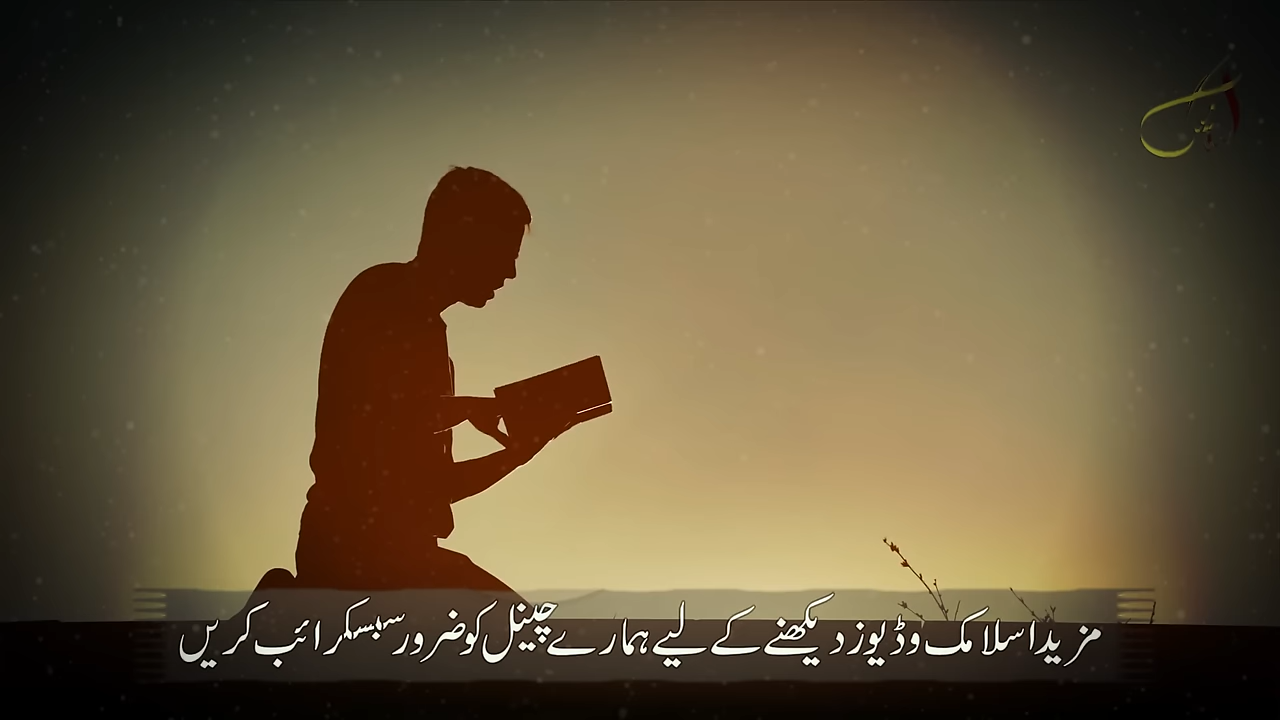 مزید اسلامک وڈیوز دیکھنے کے لیے ہمارے چینل کو ضرور سبسکرائب کریں